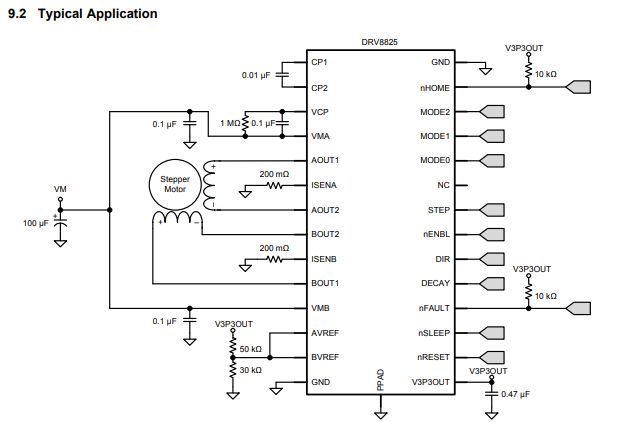 9.2 Typical Application
DRV8825
V3P3OUT
CP1
GND
0.01 µF
10 kΩ
CP2
nHOME
VCP
MODE2
0.1 µF
1 MΩ
0.1 µF
VMA
MODE1
AOUT1
MODE0
+
Stepper
Motor
200 mΩ
ISENA
NC
VM
–
AOUT2
STEP
+
100 µF
+
–
BOUT2
nENBL
200 mΩ
ISENB
DIR
V3P3OUT
BOUT1
DECAY
10 kΩ
VMB
nFAULT
0.1 µF
V3P3OUT
AVREF
nSLEEP
50 kΩ
BVREF
nRESET
30 kΩ
V3P3OUT
GND
PPAD
V3P3OUT
0.47 µF